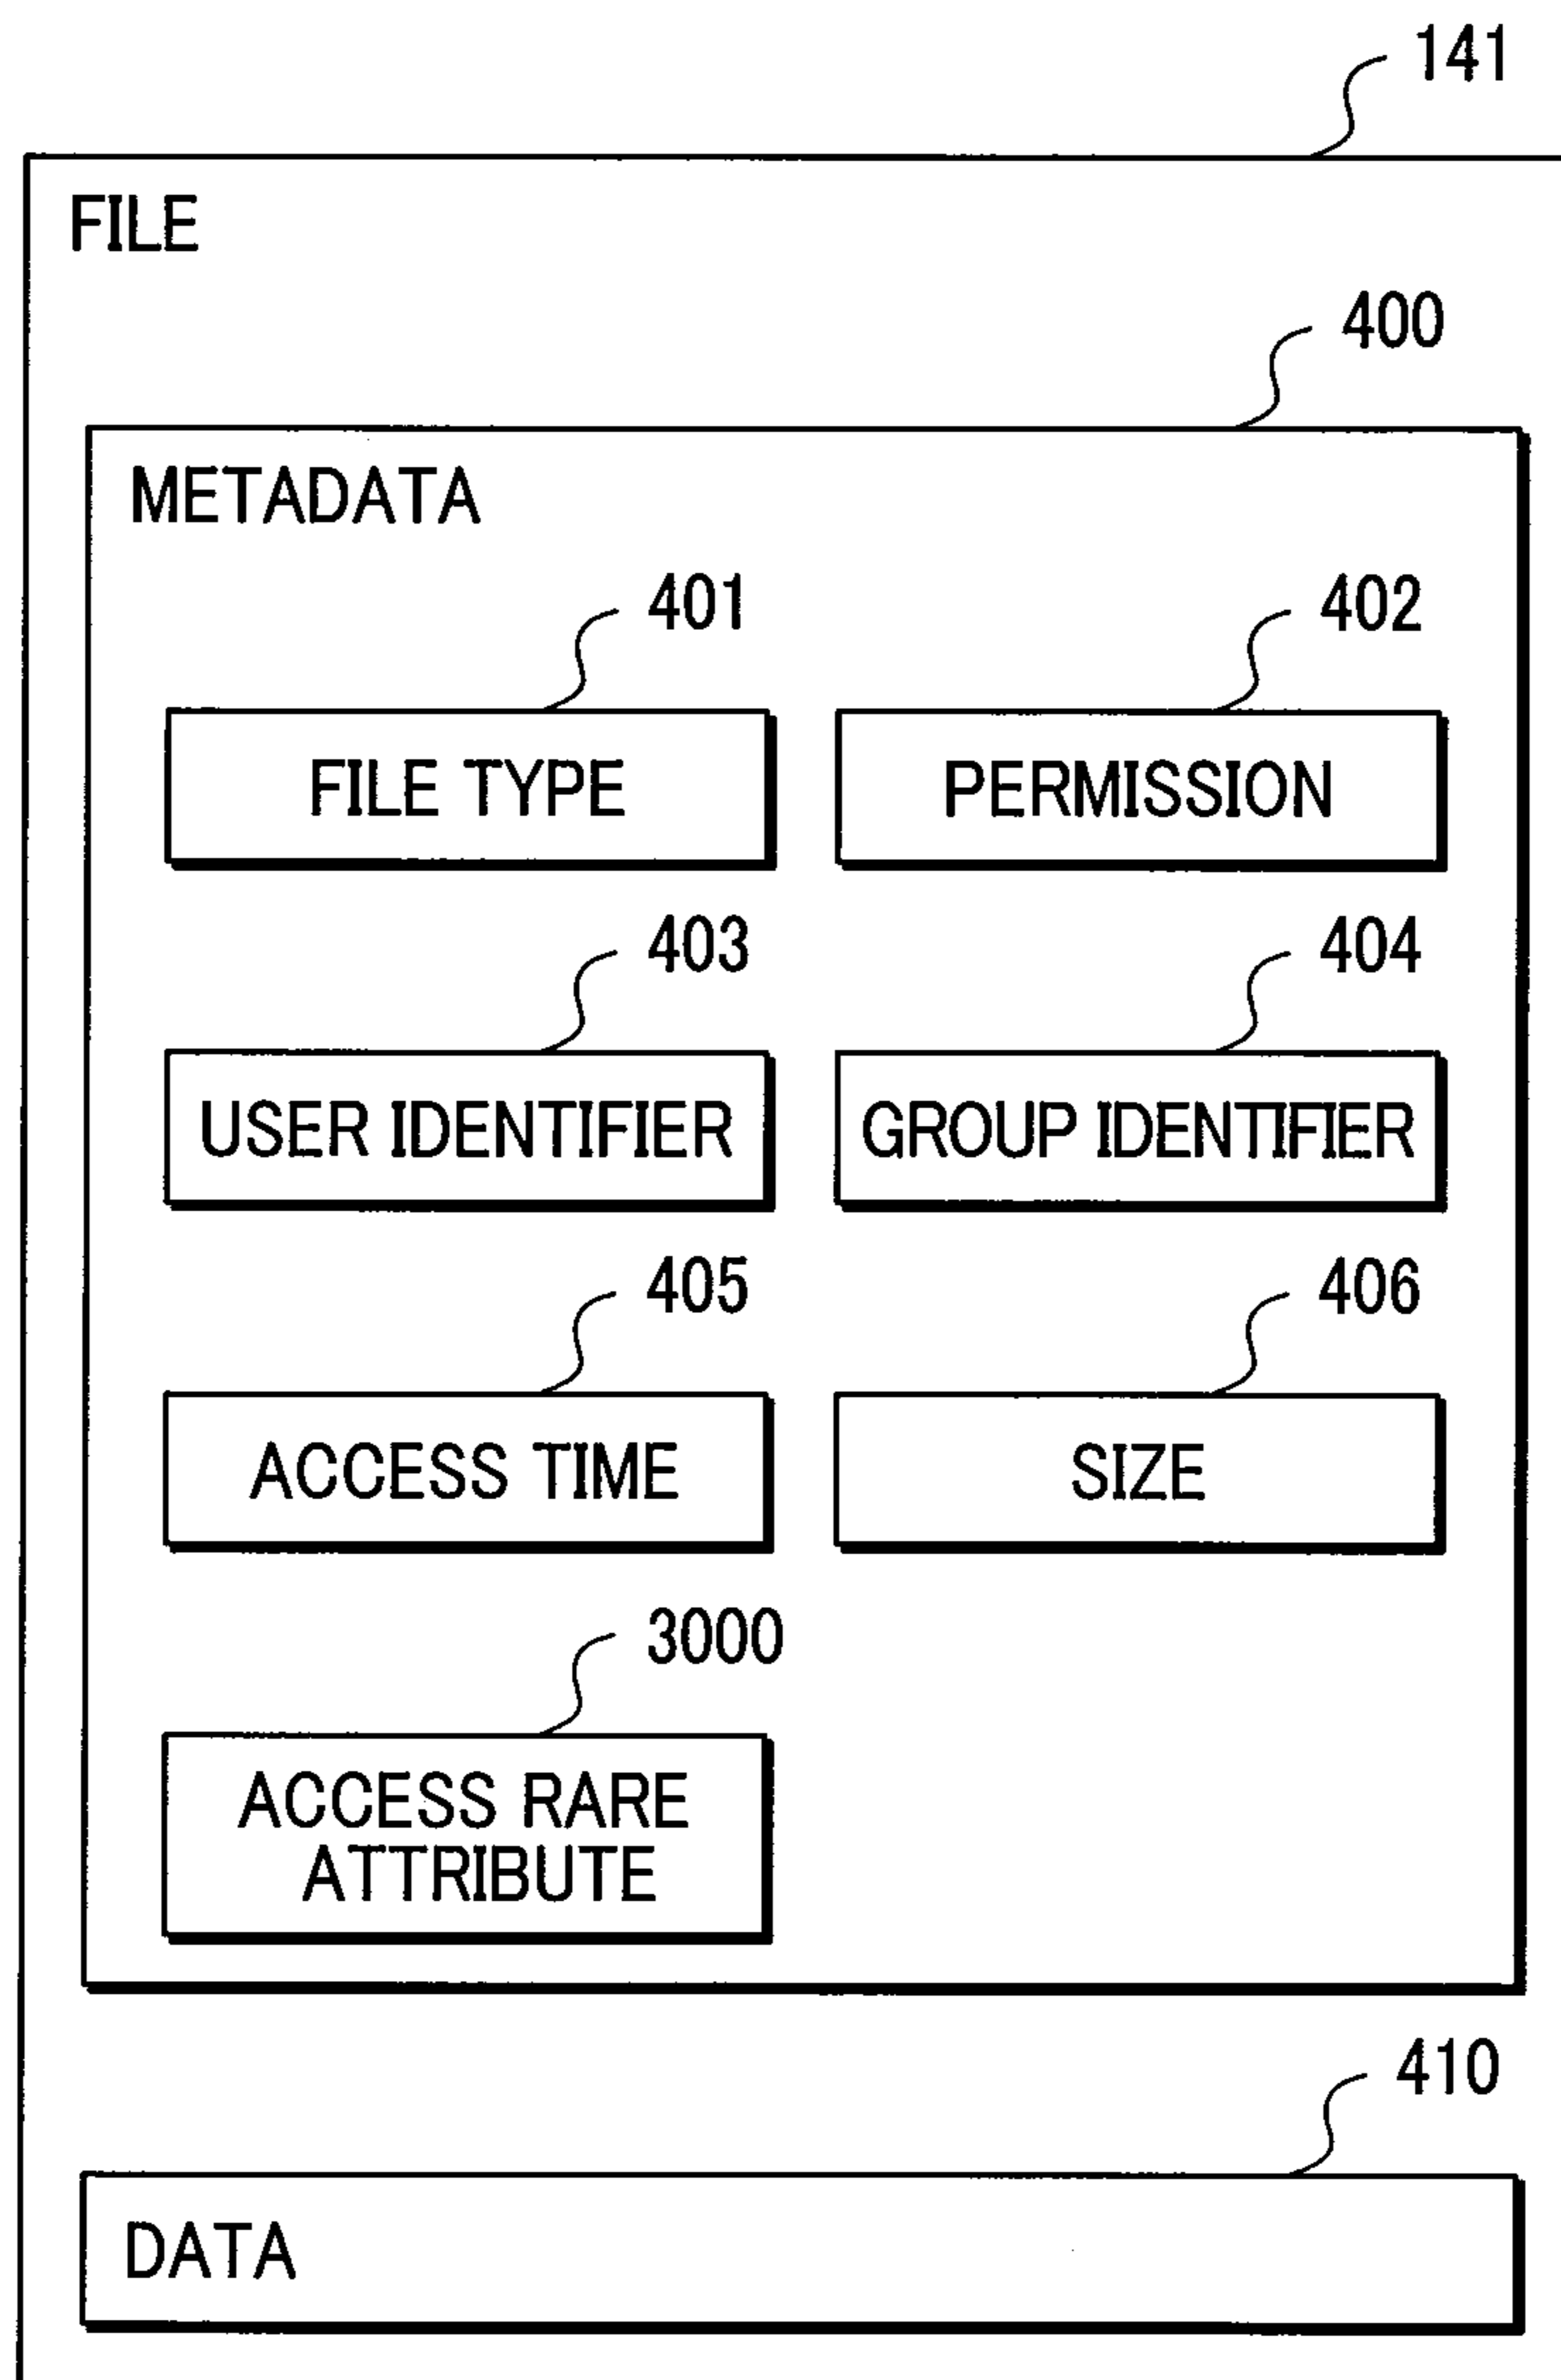 141
FILE
400
METADATA
401
402
FILE TYPE
PERMISSION
403
404
USER IDENTIFIER
GROUP IDENTIFIER
405
406
ACCESS TIME
SIZE
3000
ACCESS RARE
ATTRIBUTE
410
DATA